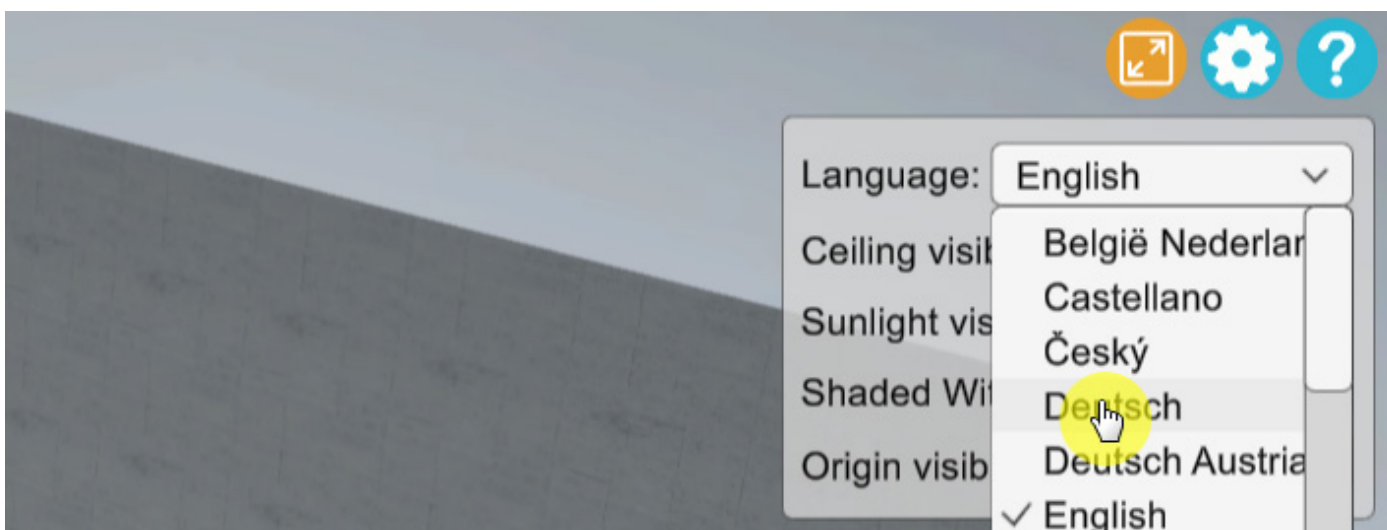 ?
Language: English
België Nederlar
Ceiling visib
Castellano
Sunlight vis
Český
Shaded Wit
Deutsch
Deutsch Austria
Origin visib
✓ English